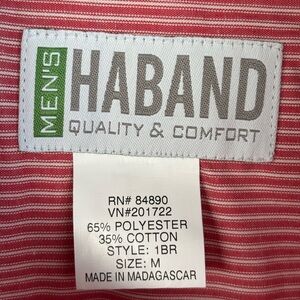 MEN'S
HABAND
QUALITY & COMFORT
RN# 84890
VN#201722
65% POLYESTER
35% COTTON
STYLE: 1BR
SIZE: M
MADE IN MADAGASCAR